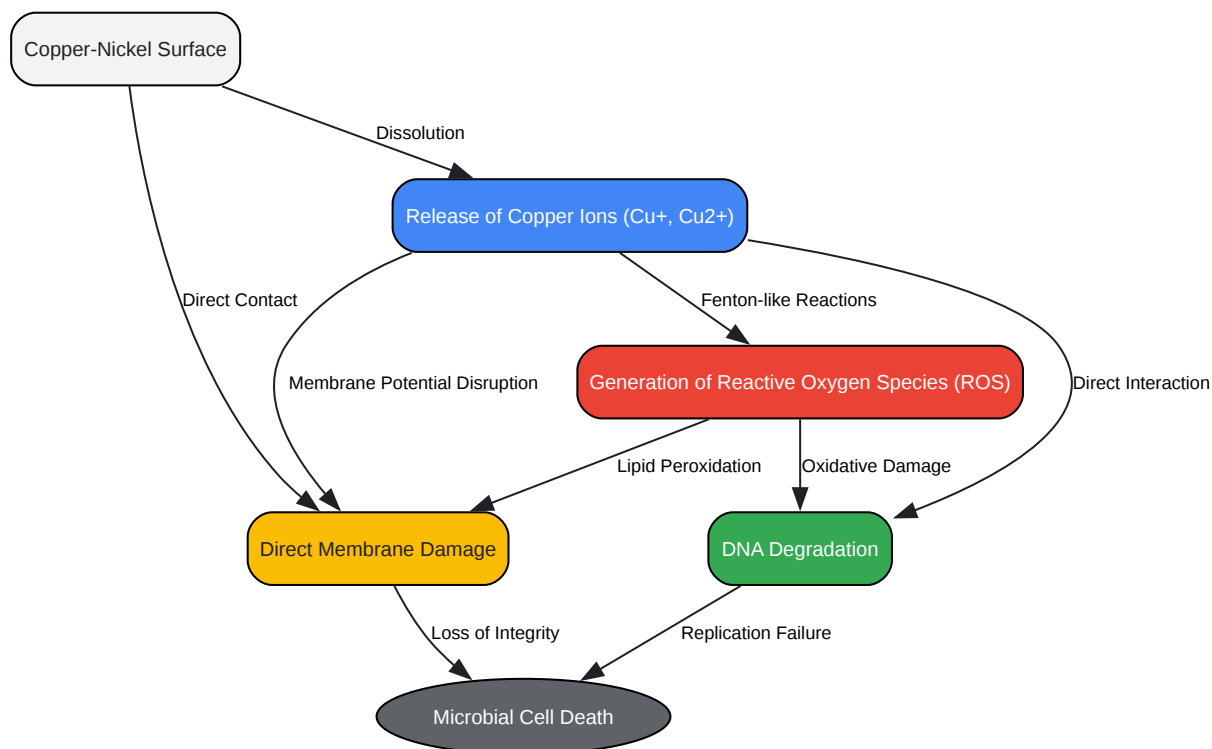 Copper-Nickel Surface
Dissolution
Release of Copper Ions (Cu+, Cu2+)
Direct Contact
Fenton-like Reactions
Membrane Potential Disruption
Generation of Reactive Oxygen Species (ROS)
Direct Interaction
Lipid Peroxidation
Oxidative Damage
Direct Membrane Damage
DNA Degradation
Loss of Integrity
Replication Failure
Microbial Cell Death